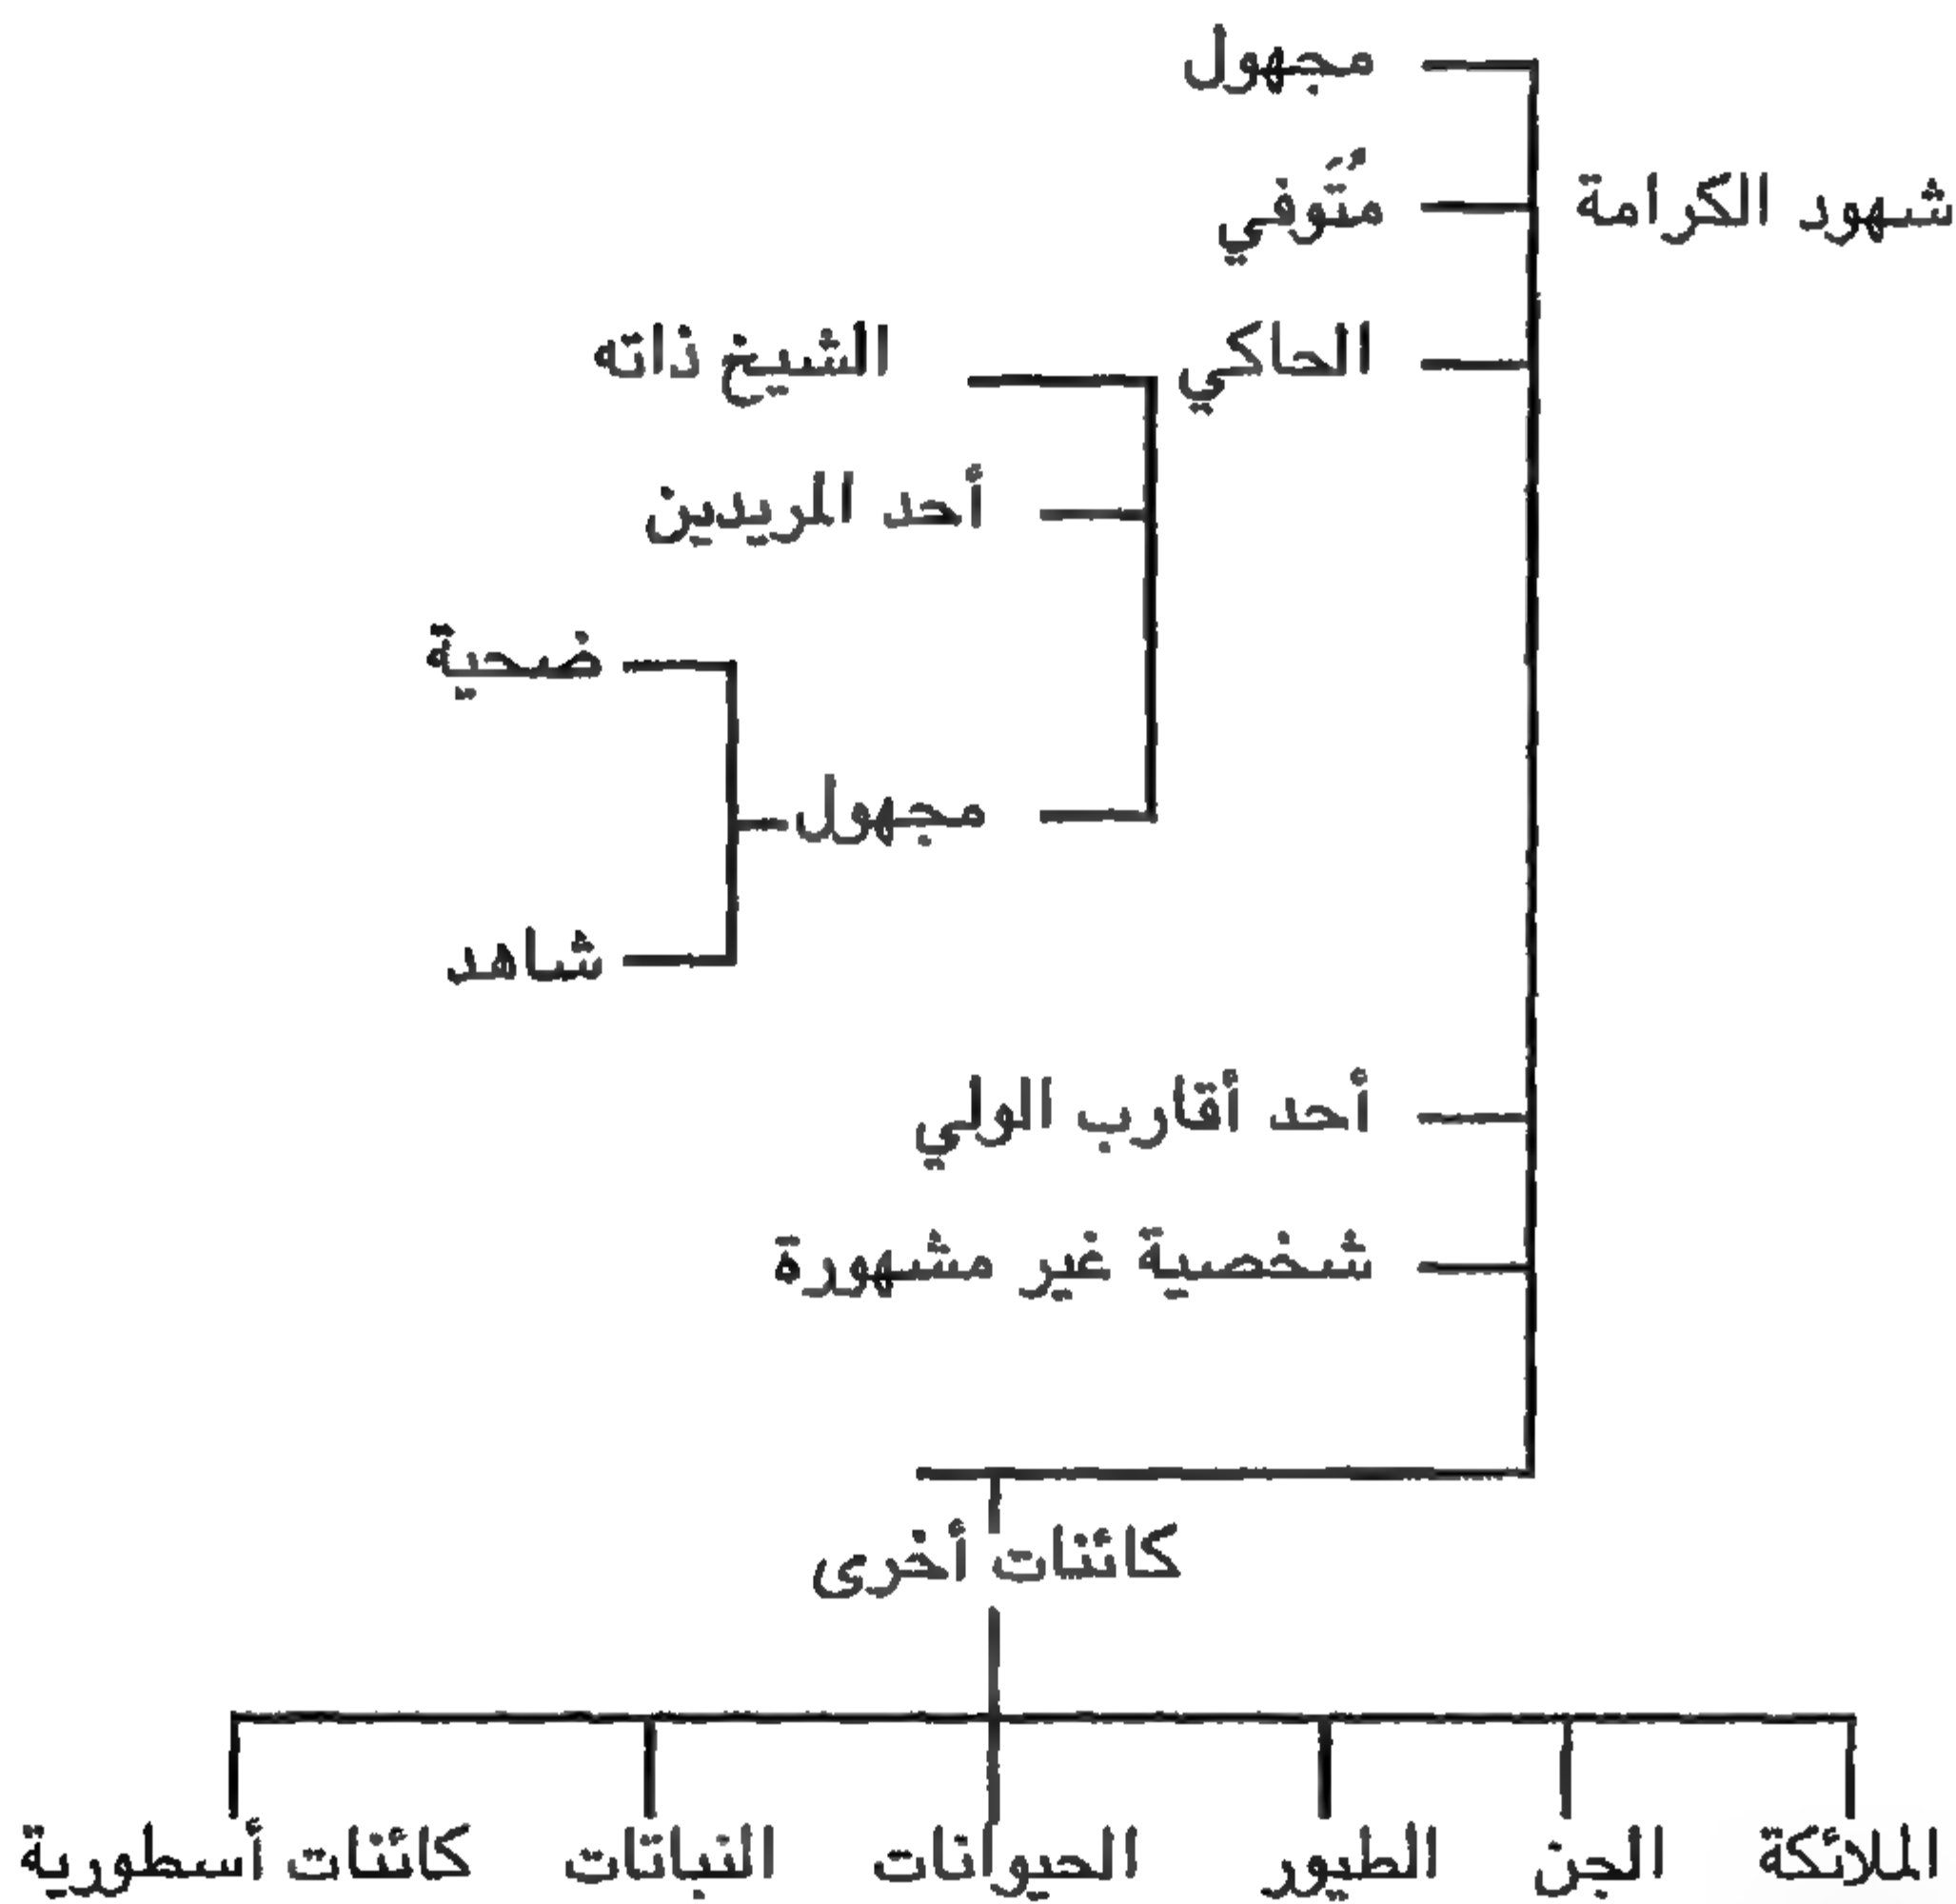 مجهول
شهور الكرامة
مُتَوفي
الحاكي
الشيخ ذاته
أحد المريدين
ضحية
مجهول
شاهد
أحد أقارب الولي
شخصية غير مشهورة
كائنات أخرى
الملائكة الجن الطيور الحيوانات النباتات كائنات أسطورية